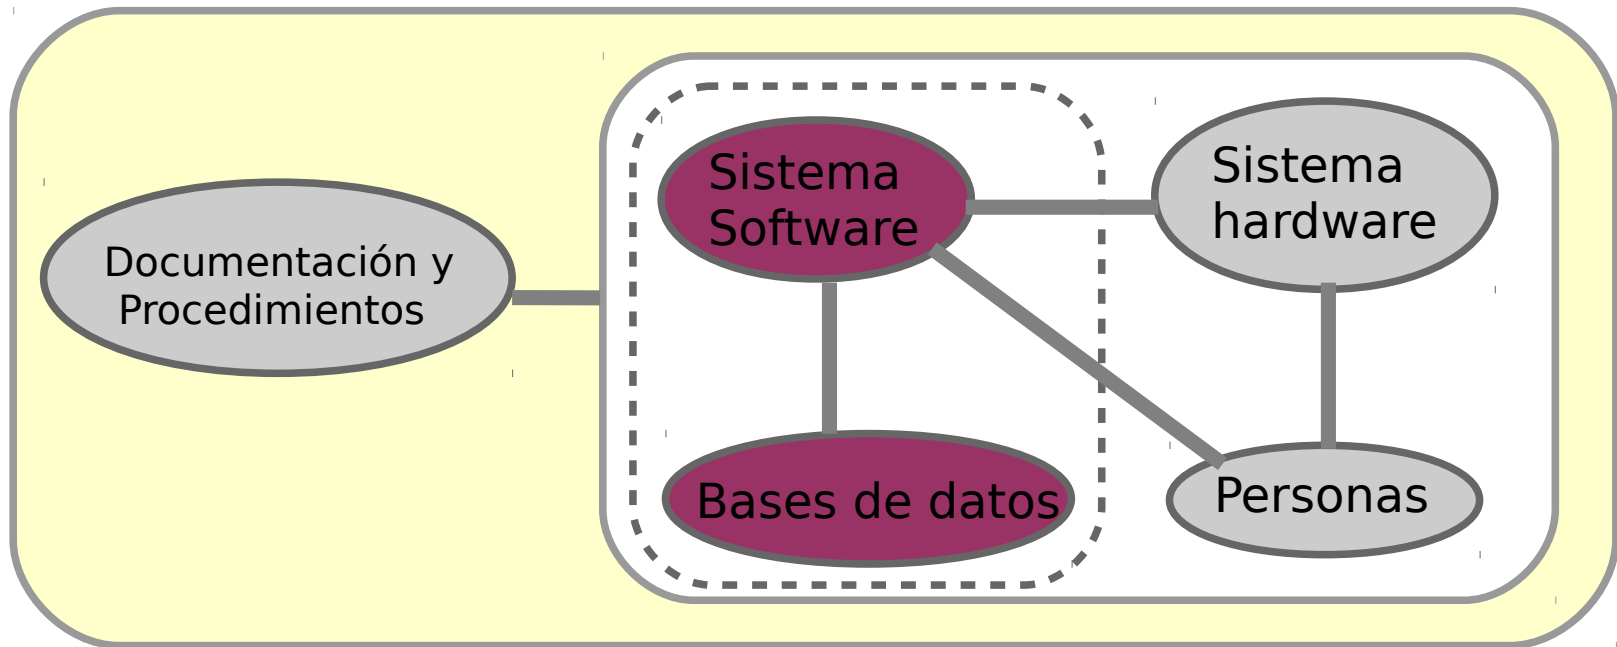 Documentación y
Procedimientos
Sistema
Software
Sistema
hardware
Bases de datos
Personas